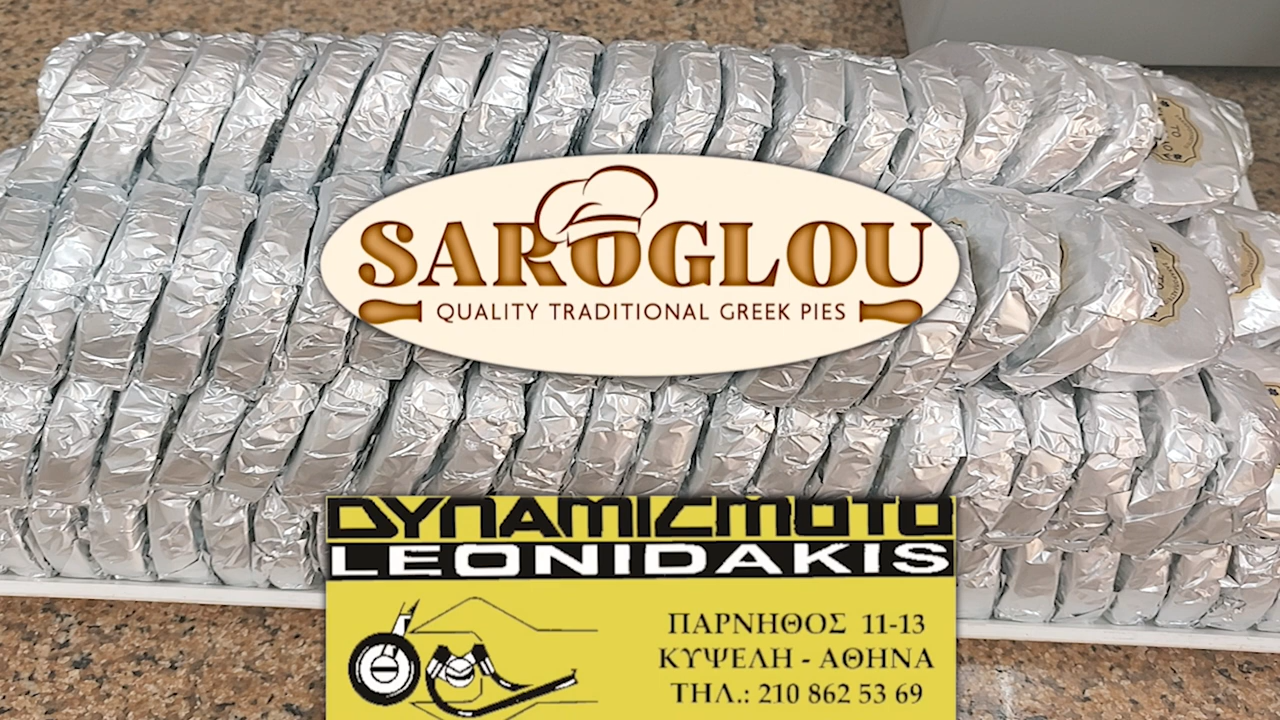 SAROGLOU
QUALITY TRADITIONAL GREEK PIES
DYNAMICMOTO
LEONIDAKIS
ΠΑΡΝΗΘΟΣ 11-13
ΚΥΨΕΛΗ - ΑΘΗΝΑ
ΤΗΛ.: 210 862 53 69